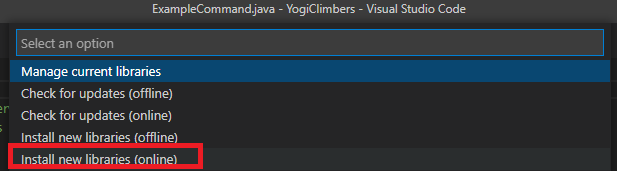 ExampleCommand.java - YogiClimbers - Visual Studio Code
Select an option
Manage current libraries
Check for updates (offline)
Check for updates (online)
Install new libraries (offline)
Install new libraries (online)